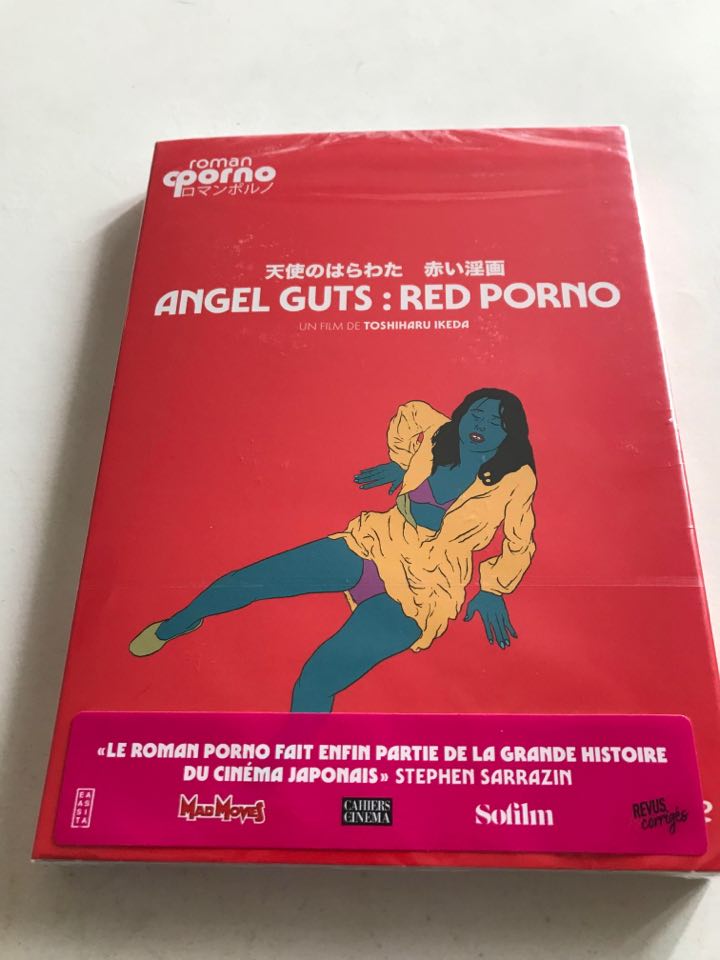 roman
porno
ロマンポルノ
天使のはらわた 赤い淫画
ANGEL GUTS : RED PORNO
UN FILM DE TOSHIHARU IKEDA
«LE ROMAN PORNO FAIT ENFIN PARTIE DE LA GRANDE HISTOIRE
DU CINÉMA JAPONAIS» STEPHEN SARRAZIN
EASTASIA
MAD MOVIES
CAHIERS
CINEMA
Sofilm
REVUS
corrigés